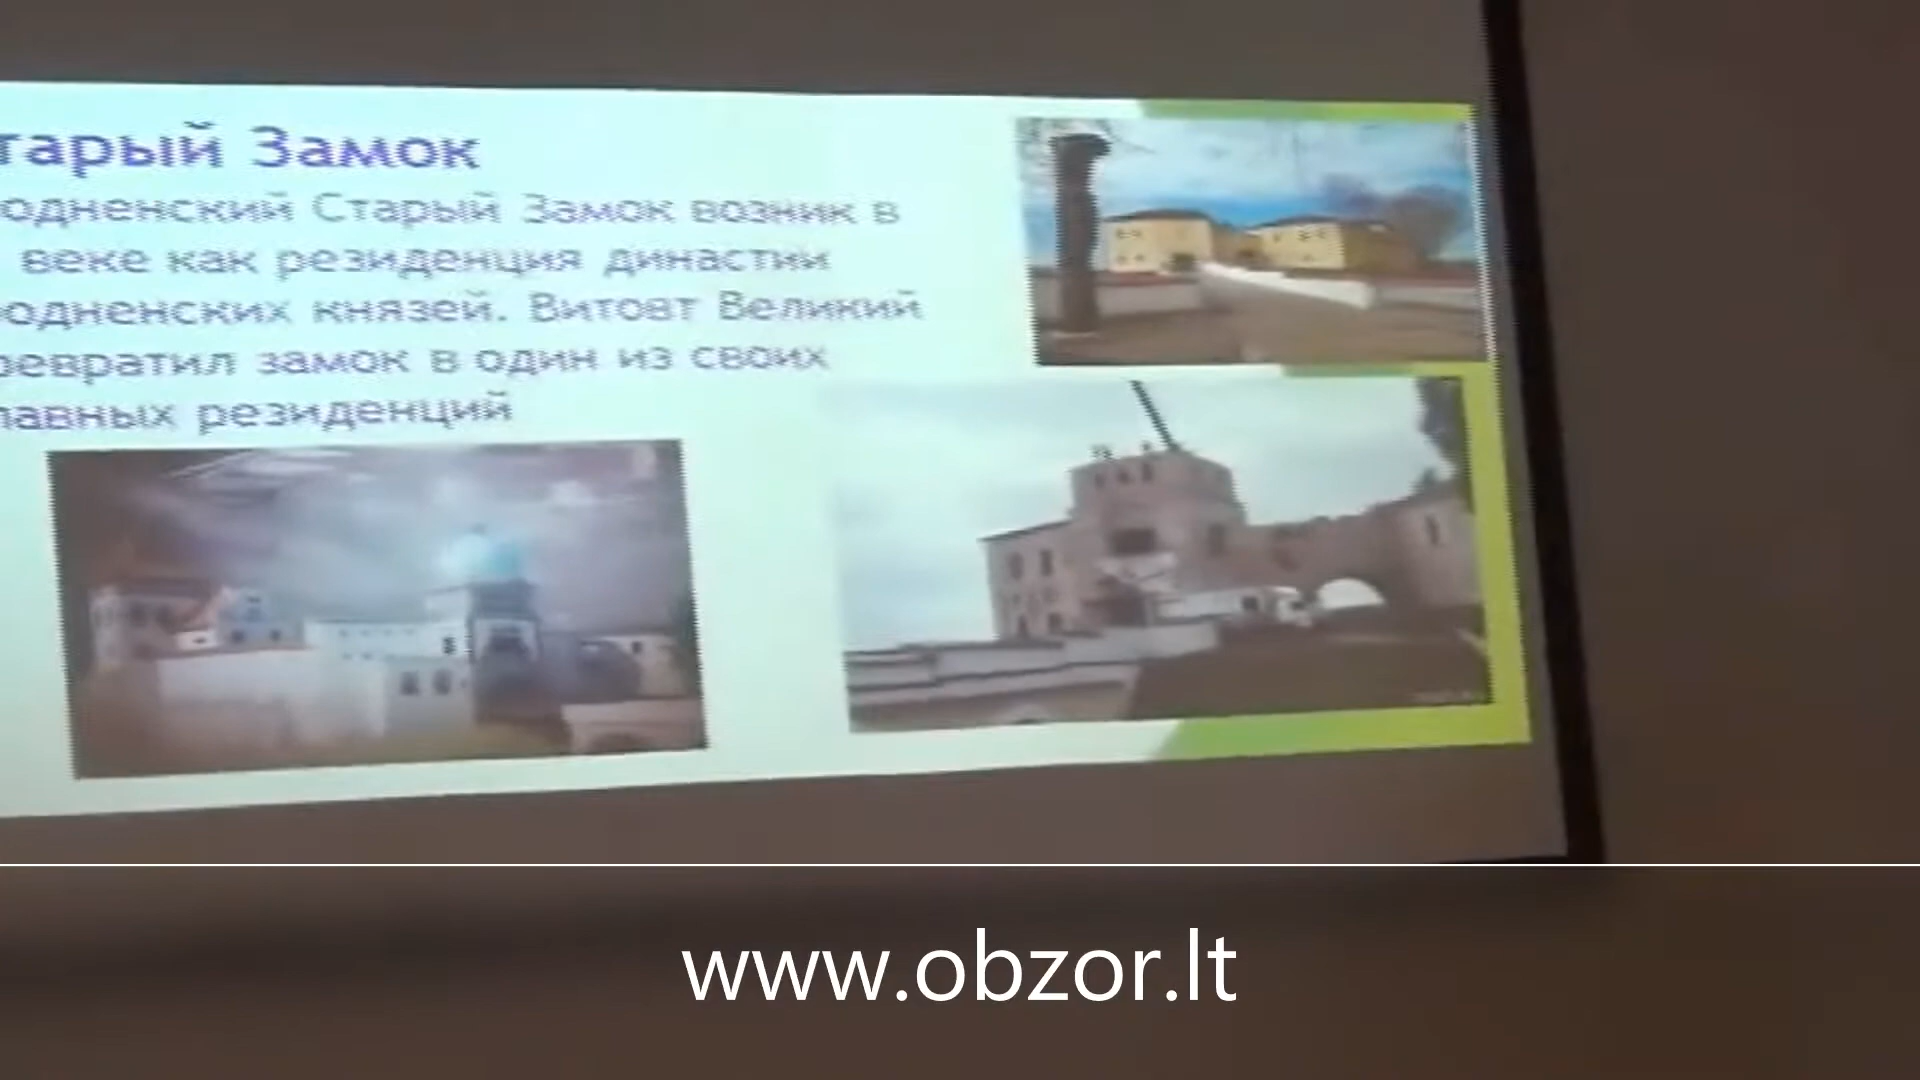 тарый Замок
одненский Старый Замок возник в
веке как резиденция династии
одненских князей. Витовт Великий
ревратил замок в один из своих
лавных резиденций
www.obzor.lt